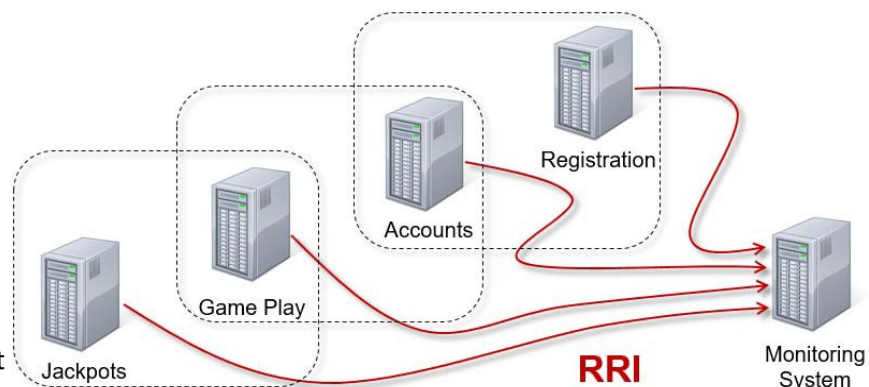 Registration
Accounts
Game Play
Jackpots
RRI
Monitoring
System